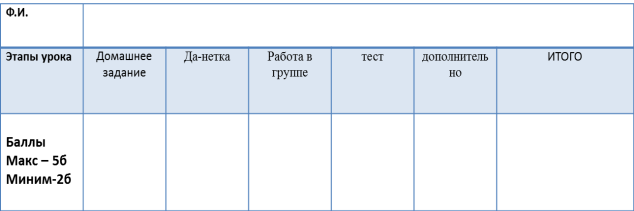 Ф.И.
Этапы урока
Домашнее
задание
Да-нетка
Работа в
группе
тест
дополнитель
но
ИТОГО
Баллы
Макс – 5б
Миним-2б